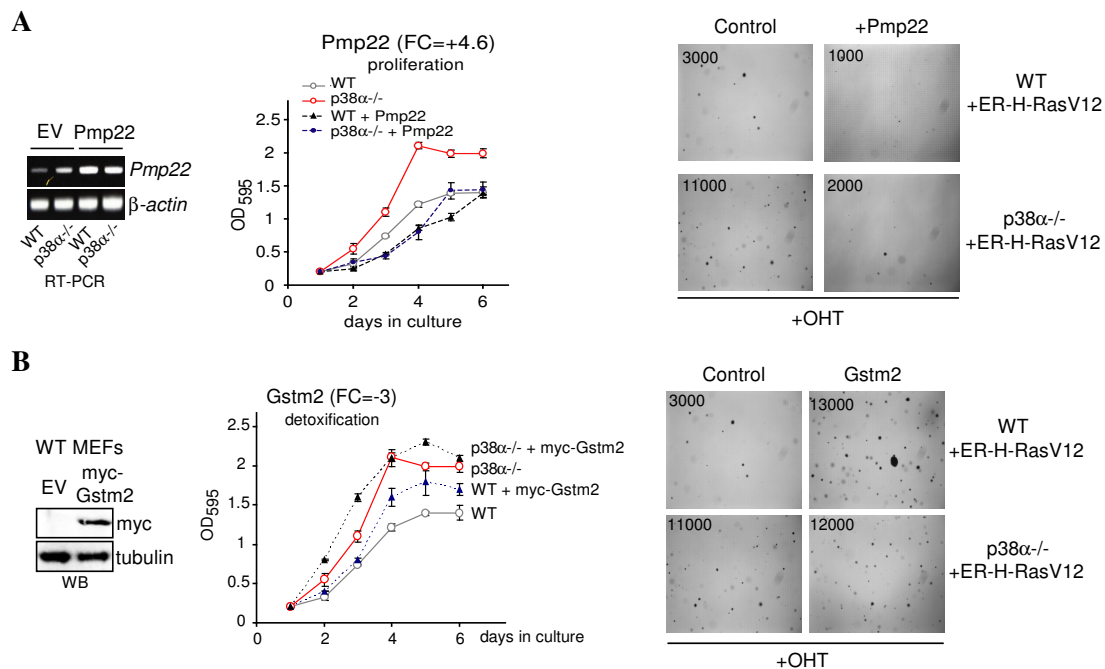 A
Pmp22 (FC=+4.6)
proliferation
WT
p38α-/-
WT + Pmp22
p38α-/- + Pmp22
EV Pmp22
Pmp22
β-actin
WT
p38α-/-
WT
p38α-/-
RT-PCR
OD595
2.5
2
1.5
1
0.5
0
0 2 4 6
days in culture
Control +Pmp22
3000 1000
WT
+ER-H-RasV12
11000 2000
p38α-/-
+ER-H-RasV12
+OHT
B
Gstm2 (FC=-3)
detoxification
WT MEFs
EV
myc-
Gstm2
myc
tubulin
WB
OD595
2.5
2
1.5
1
0.5
0
0 2 4 6 days in culture
p38α-/- + myc-Gstm2
p38α-/-
WT + myc-Gstm2
WT
Control Gstm2
3000 13000
WT
+ER-H-RasV12
11000 12000
p38α-/-
+ER-H-RasV12
+OHT